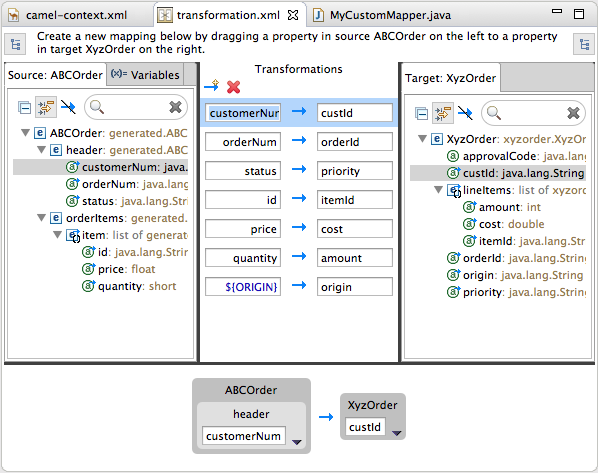 camel-context.xml
transformation.xml
MyCustomMapper.java
Create a new mapping below by dragging a property in source ABCOrder on the left to a property
in target XyzOrder on the right.
Source: ABCOrder
(x)= Variables
ABCOrder: generated.ABC
header: generated.ABC
customerNum: java.
orderNum: java.lang
status: java.lang.Stri
orderItems: generated.
item: list of generate
id: java.lang.Strin
price: float
quantity: short
Transformations
customerNum custId
orderNum orderId
status priority
id itemId
price cost
quantity amount
${ORIGIN} origin
Target: XyzOrder
XyzOrder: xyzorder.XyzOr
approvalCode: java.lang
custId: java.lang.String
lineItems: list of xyzord
amount: int
cost: double
itemId: java.lang.Strin
orderId: java.lang.String
origin: java.lang.String
priority: java.lang.String
ABCOrder
header
customerNum
XyzOrder
custId